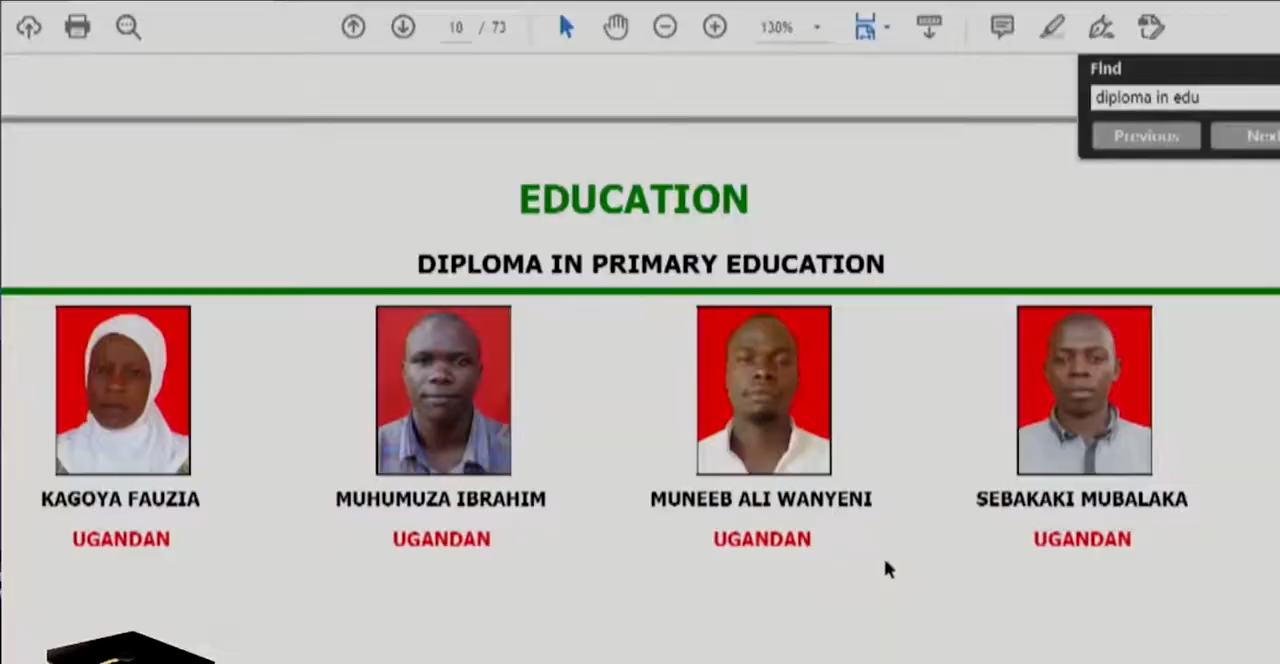 10 / 73
130%
Find
diploma in edu
Previous
Next
EDUCATION
DIPLOMA IN PRIMARY EDUCATION
KAGOYA FAUZIA
MUHUMUZA IBRAHIM
MUNEEB ALI WANYENI
SEBAKAKI MUBALAKA
UGANDAN
UGANDAN
UGANDAN
UGANDAN